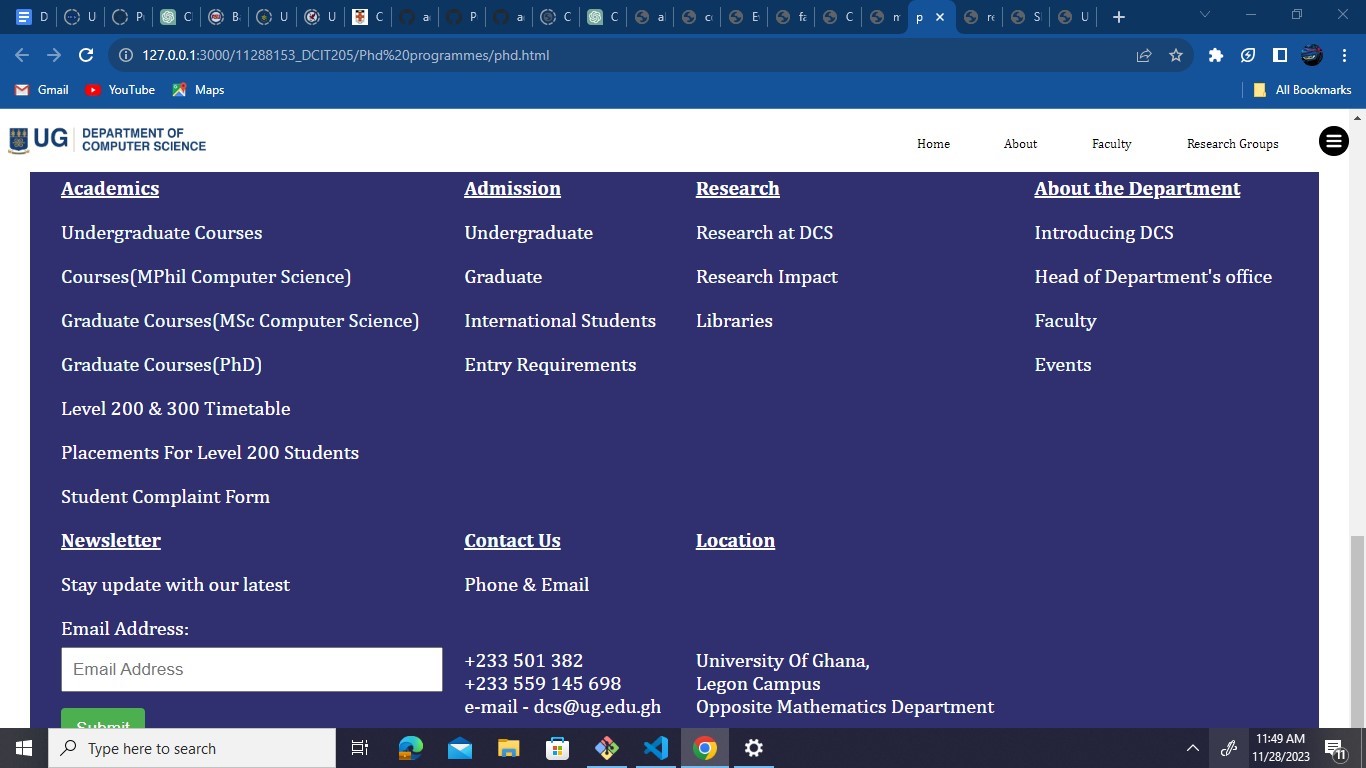 D
P
C
B
U
U
C
a
P
a
C
C
a
c
E
f
C
m
p
r
S
U
127.0.0.1:3000/11288153_DCIT205/Phd%20programmes/phd.html
Gmail YouTube Maps All Bookmarks
UG DEPARTMENT OF
COMPUTER SCIENCE
Home About Faculty Research Groups
Academics Admission Research About the Department
Undergraduate Courses Undergraduate Research at DCS Introducing DCS
Courses(MPhil Computer Science) Graduate Research Impact Head of Department's office
Graduate Courses(MSc Computer Science) International Students Libraries Faculty
Graduate Courses(PhD) Entry Requirements Events
Level 200 & 300 Timetable
Placements For Level 200 Students
Student Complaint Form
Newsletter Contact Us Location
Stay update with our latest Phone & Email
Email Address:
Email Address
+233 501 382 University Of Ghana,
+233 559 145 698 Legon Campus
e-mail - dcs@ug.edu.gh Opposite Mathematics Department
Submit
Type here to search
11:49 AM
11/28/2023
11